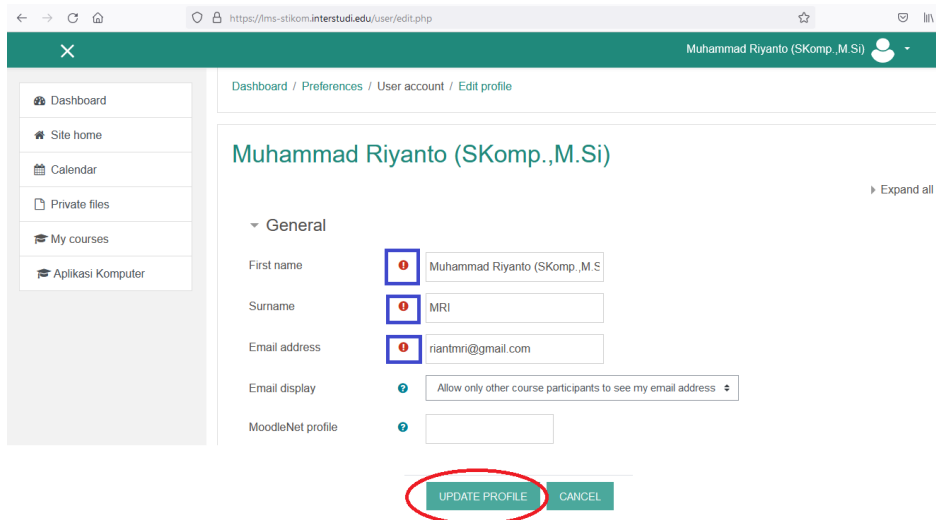 https://lms-stikom.interstudi.edu/user/edit.php
Muhammad Riyanto (SKomp.,M.Si)
Dashboard / Preferences / User account / Edit profile
Dashboard
Site home
Calendar
Private files
My courses
Aplikasi Komputer
Muhammad Riyanto (SKomp.,M.Si)
Expand all
General
First name Muhammad Riyanto (SKomp.,M.S
Surname MRI
Email address riantmri@gmail.com
Email display Allow only other course participants to see my email address
MoodleNet profile
UPDATE PROFILE CANCEL